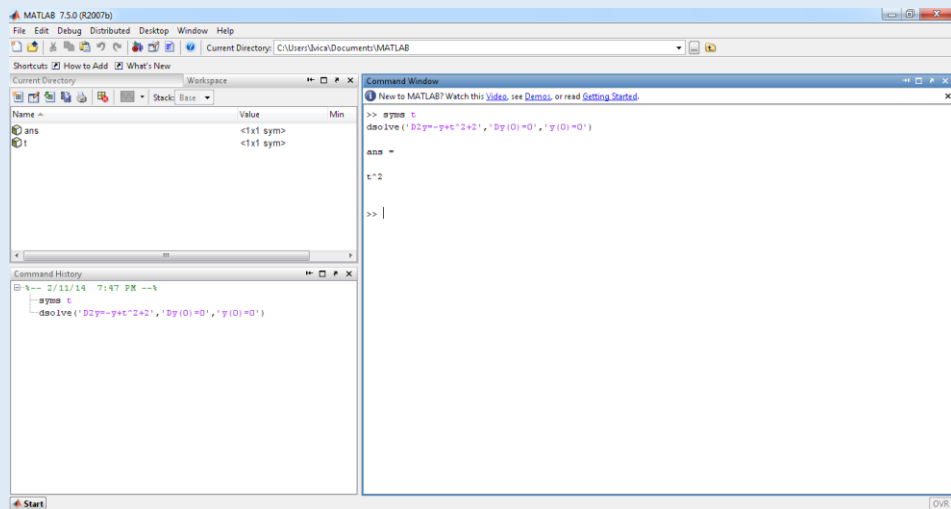 MATLAB 7.5.0 (R2007b)
File Edit Debug Distributed Desktop Window Help
Current Directory: C:\Users\Ivica\Documents\MATLAB
Shortcuts How to Add What's New
Current Directory Workspace
Stack: Base
Name Value Min
ans <1x1 sym>
t <1x1 sym>
Command History
%-- 2/11/14 7:47 PM --%
syms t
dsolve('D2y=-y+t^2+2','Dy(0)=0','y(0)=0')
Command Window
New to MATLAB? Watch this Video, see Demos, or read Getting Started.
>> syms t
dsolve('D2y=-y+t^2+2','Dy(0)=0','y(0)=0')
ans =
t^2
>>
Start
OVR